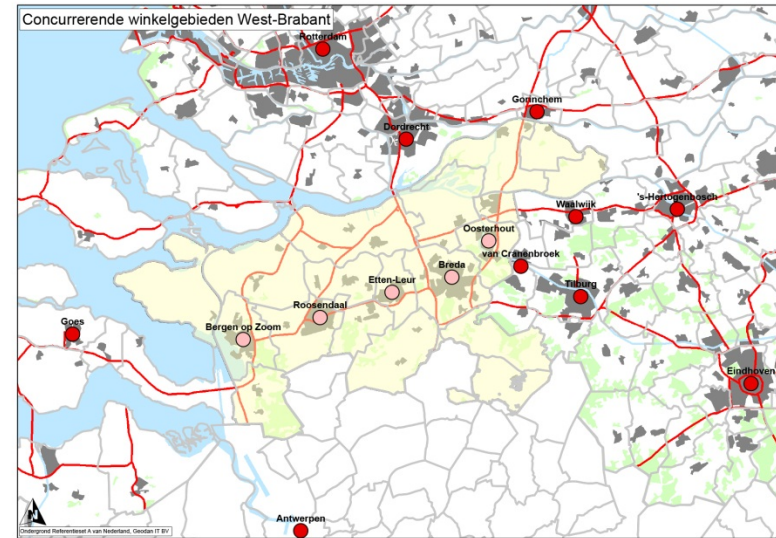 Concurrerende winkelgebieden West-Brabant
Rotterdam
Gorinchem
Dordrecht
Waalwijk
's-Hertogenbosch
Oosterhout
van Cranenbroek
Breda
Etten-Leur
Tilburg
Roosendaal
Goes
Bergen op Zoom
Eindhoven
Antwerpen
Ondergrond Referentieset A van Nederland, Geodan IT BV